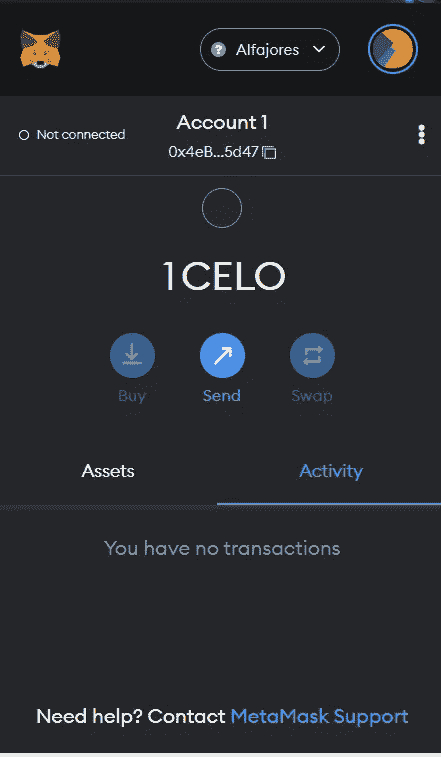 ? Alfajores
Not connected
Account 1
0x4eB...5d47
1 CELO
Buy
Send
Swap
Assets
Activity
You have no transactions
Need help? Contact MetaMask Support